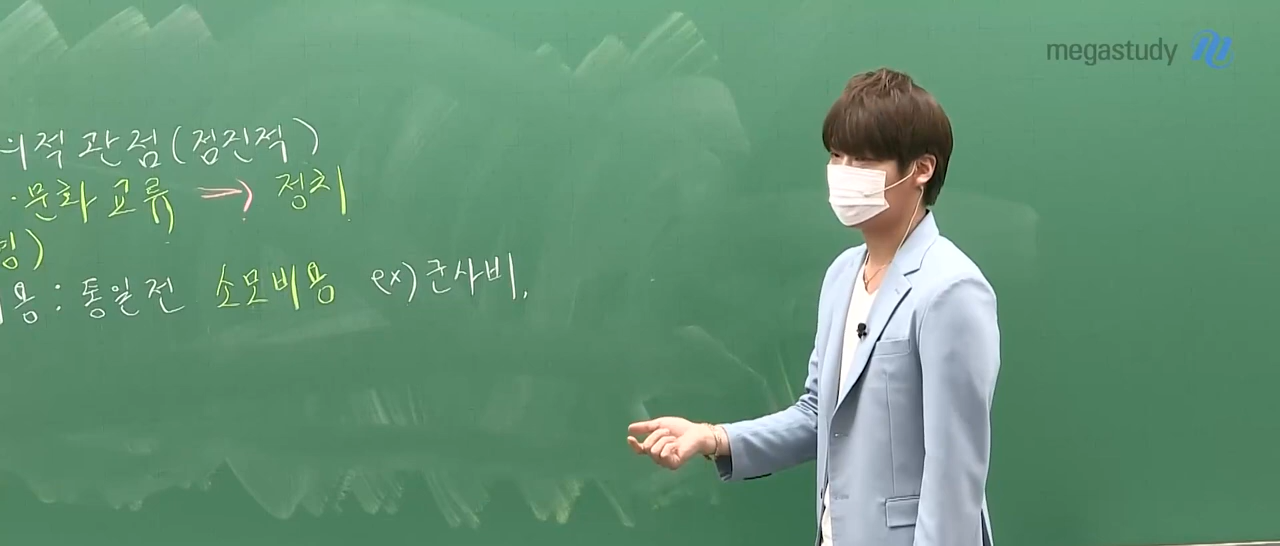 megastudy
의적 관점(점진적)
·문화 교류 → 정치
)
용: 통일전 소모비용 ex) 군사비,